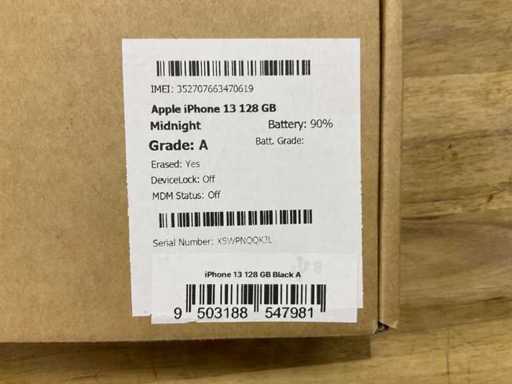 IMEI: 352707663470619
Apple iPhone 13 128 GB
Midnight Battery: 90%
Grade: A Batt. Grade:
Erased: Yes
DeviceLock: Off
MDM Status: Off
Serial Number:
iPhone 13 128 GB Black A
9 503188 547981